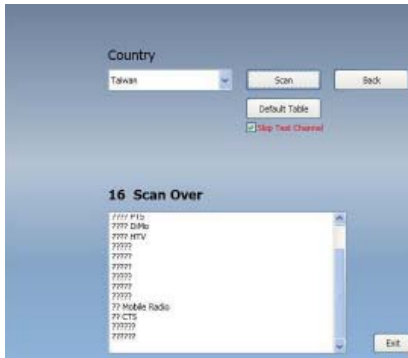 Country
Taiwan
Scan
Back
Default Table
Skip Test Channel
16 Scan Over
???? PTS
???? DiMo
???? HTV
?????
?????
?????
?????
?????
?????
?? Mobile Radio
?? CTS
??????
??????
Exit